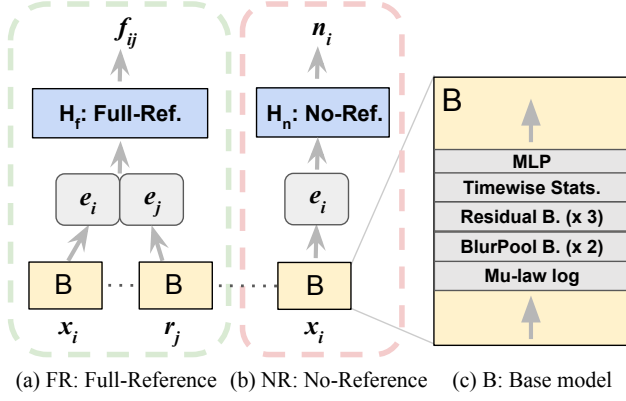 f_ij
H_f: Full-Ref.
e_i e_j
B B
x_i r_j
(a) FR: Full-Reference
n_i
H_n: No-Ref.
e_i
B
x_i
(b) NR: No-Reference
B
MLP
Timewise Stats.
Residual B. (x 3)
BlurPool B. (x 2)
Mu-law log
(c) B: Base model